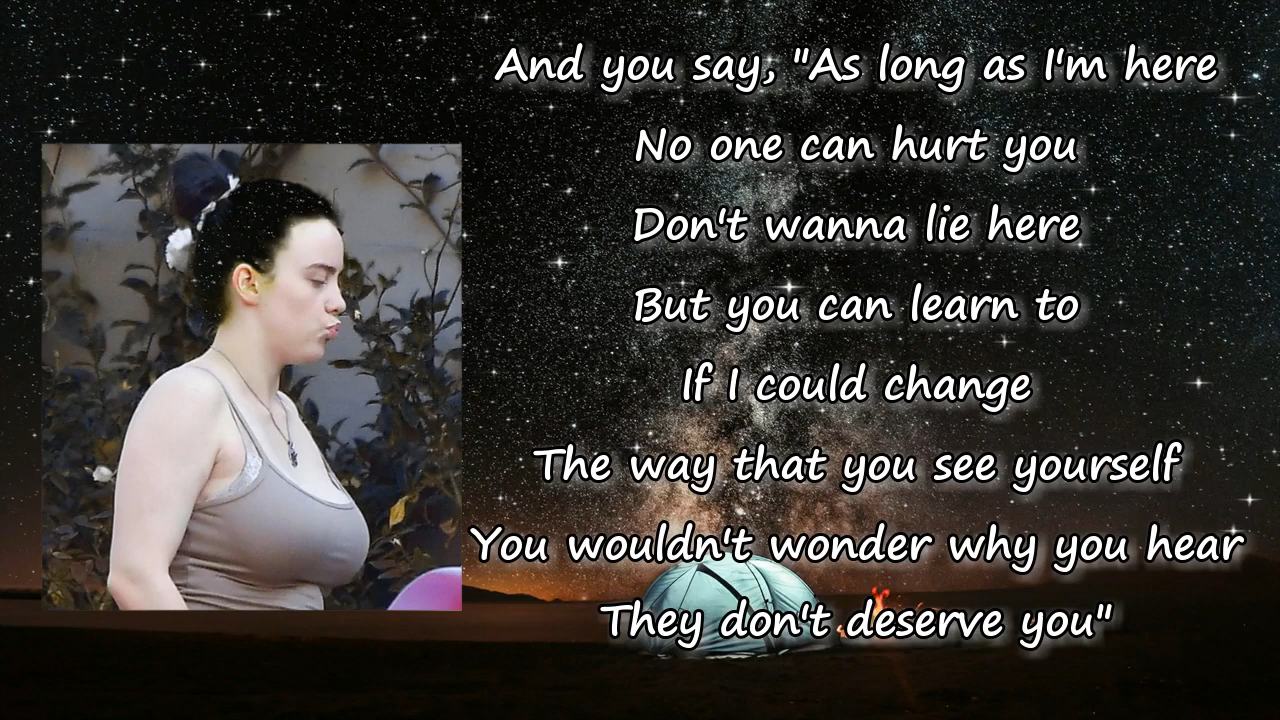 And you say, "As long as I'm here
No one can hurt you
Don't wanna lie here
But you can learn to
If I could change
The way that you see yourself
You wouldn't wonder why you hear
They don't deserve you"